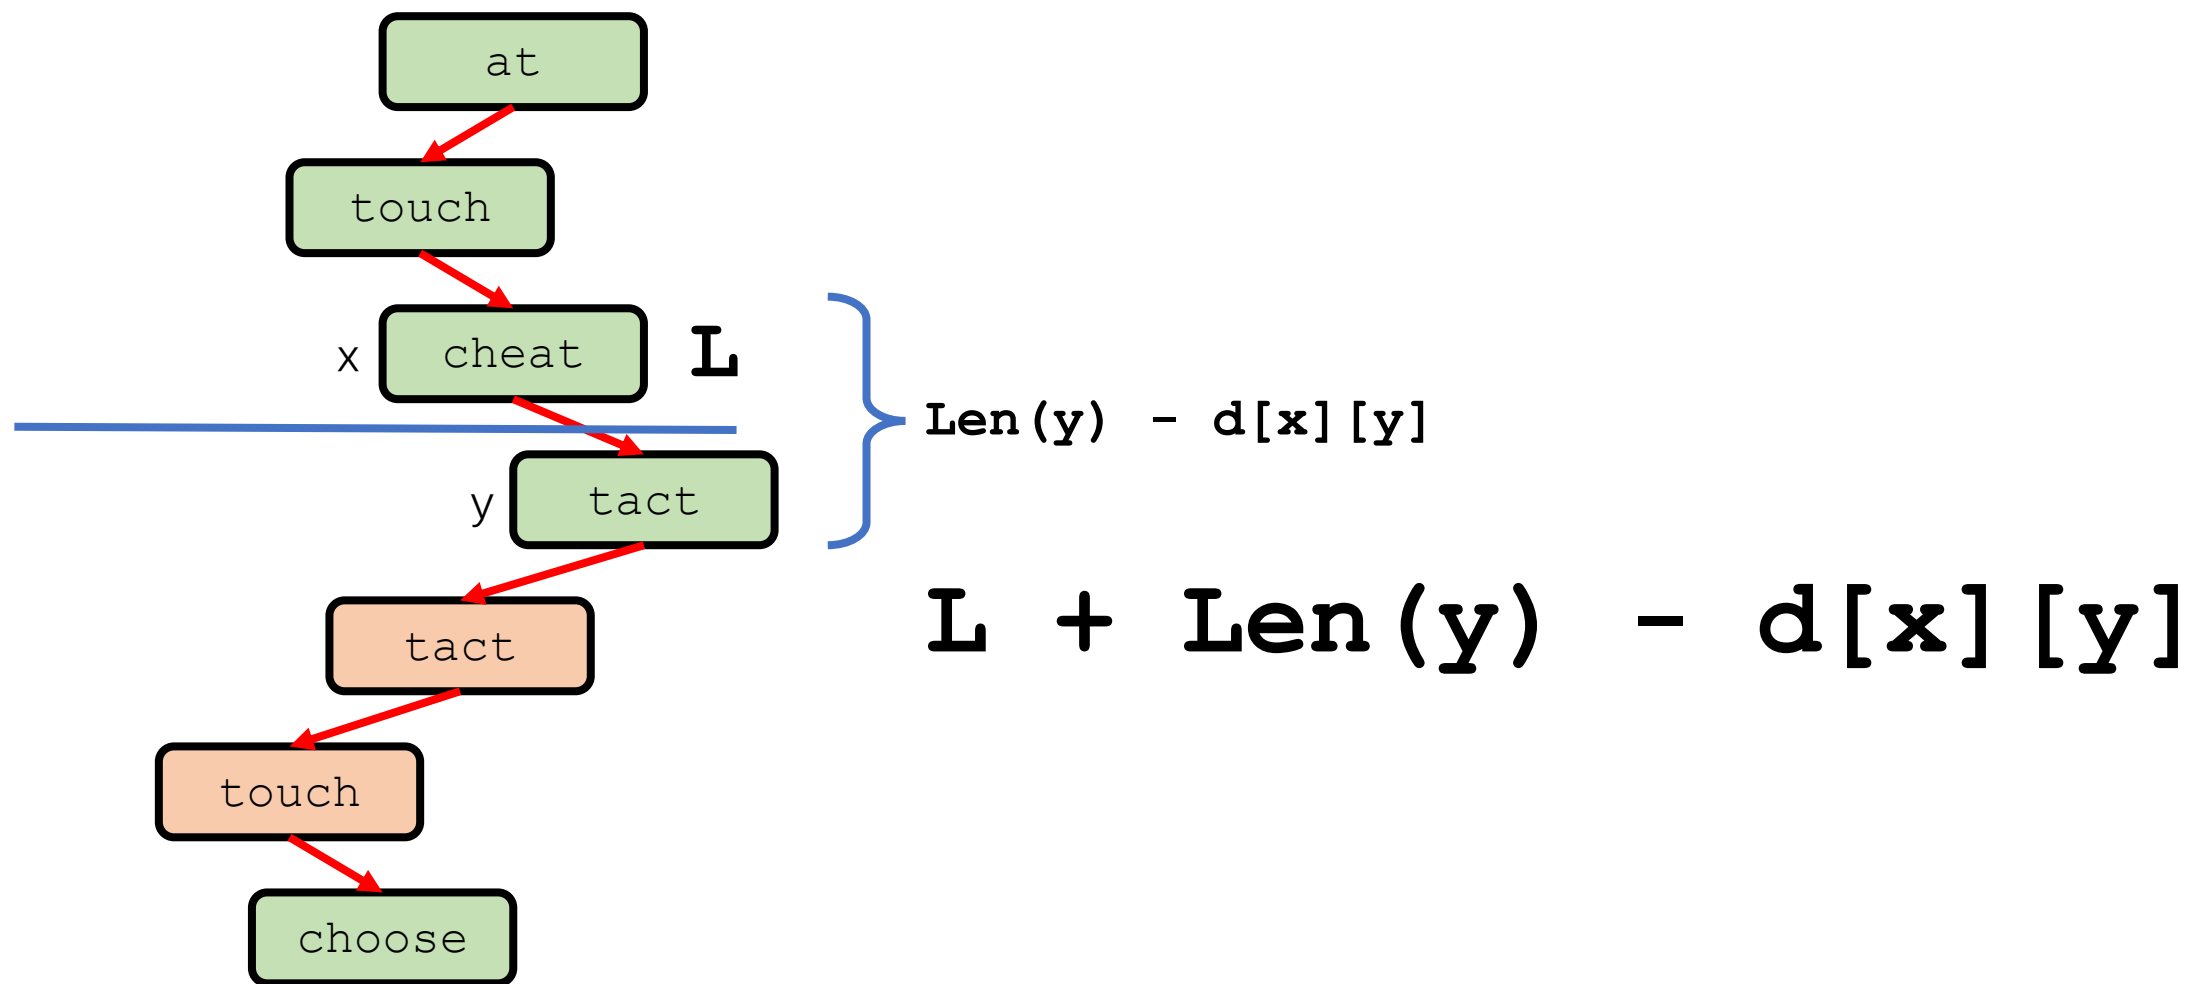 at
touch
x cheat L
Len(y) - d[x][y]
y tact
tact
L + Len(y) - d[x][y]
touch
choose